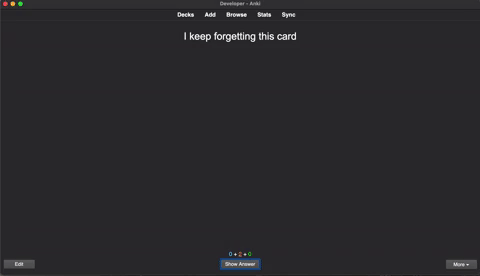 Developer - Anki
Decks Add Browse Stats Sync
I keep forgetting this card
0 + 2 + 0
Edit
Show Answer
More